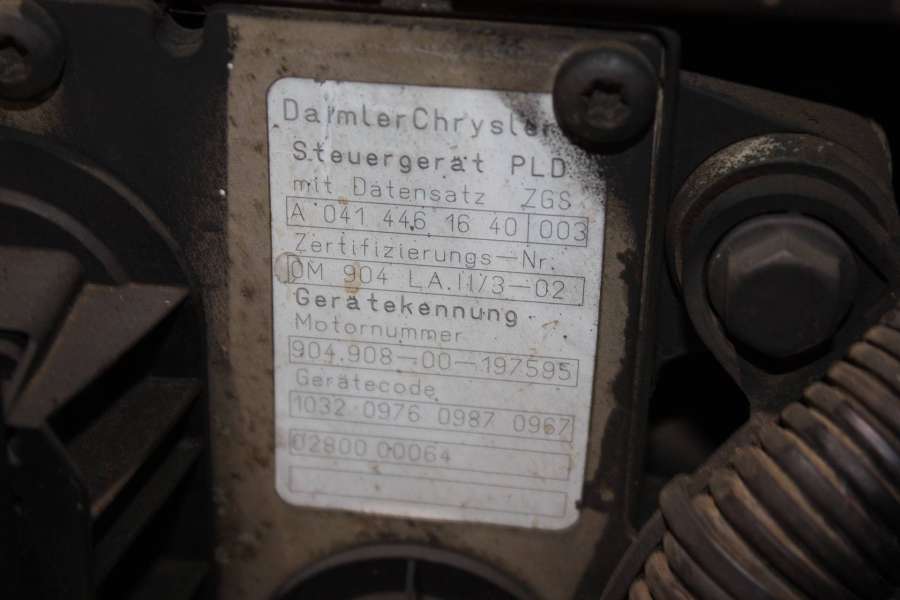 DaimlerChrysler
Steuergerät PLD
mit Datensatz ZGS
A 041 446 16 40 003
Zertifizierungs-Nr.
OM 904 LA.II/3-02
Gerätekennung
Motornummer
904.908-00-197595
Gerätecode
1032 0976 0987 0967
02800 00064